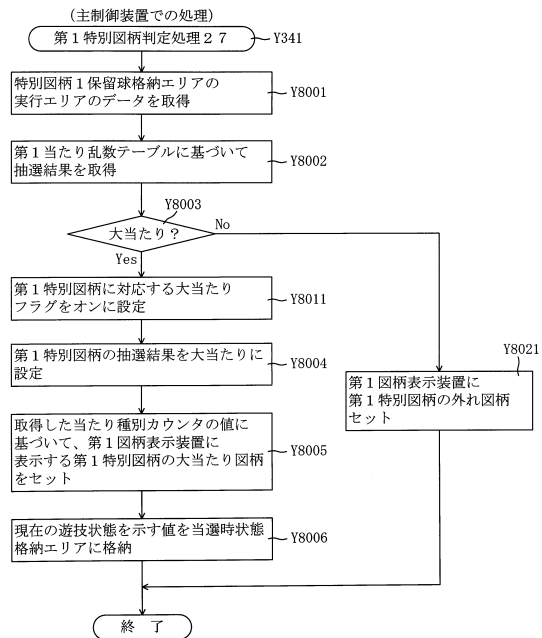 (主制御装置での処理)
第1特別図柄判定処理27
Y341
特別図柄1保留球格納エリアの
実行エリアのデータを取得
Y8001
第1当たり乱数テーブルに基づいて
抽選結果を取得
Y8002
Y8003
大当たり?
No
Yes
第1特別図柄に対応する大当たり
フラグをオンに設定
Y8011
第1特別図柄の抽選結果を大当たりに
設定
Y8004
Y8021
第1図柄表示装置に
第1特別図柄の外れ図柄
セット
取得した当たり種別カウンタの値に
基づいて、第1図柄表示装置に
表示する第1特別図柄の大当たり図柄
をセット
Y8005
現在の遊技状態を示す値を当選時状態
格納エリアに格納
Y8006
終 了